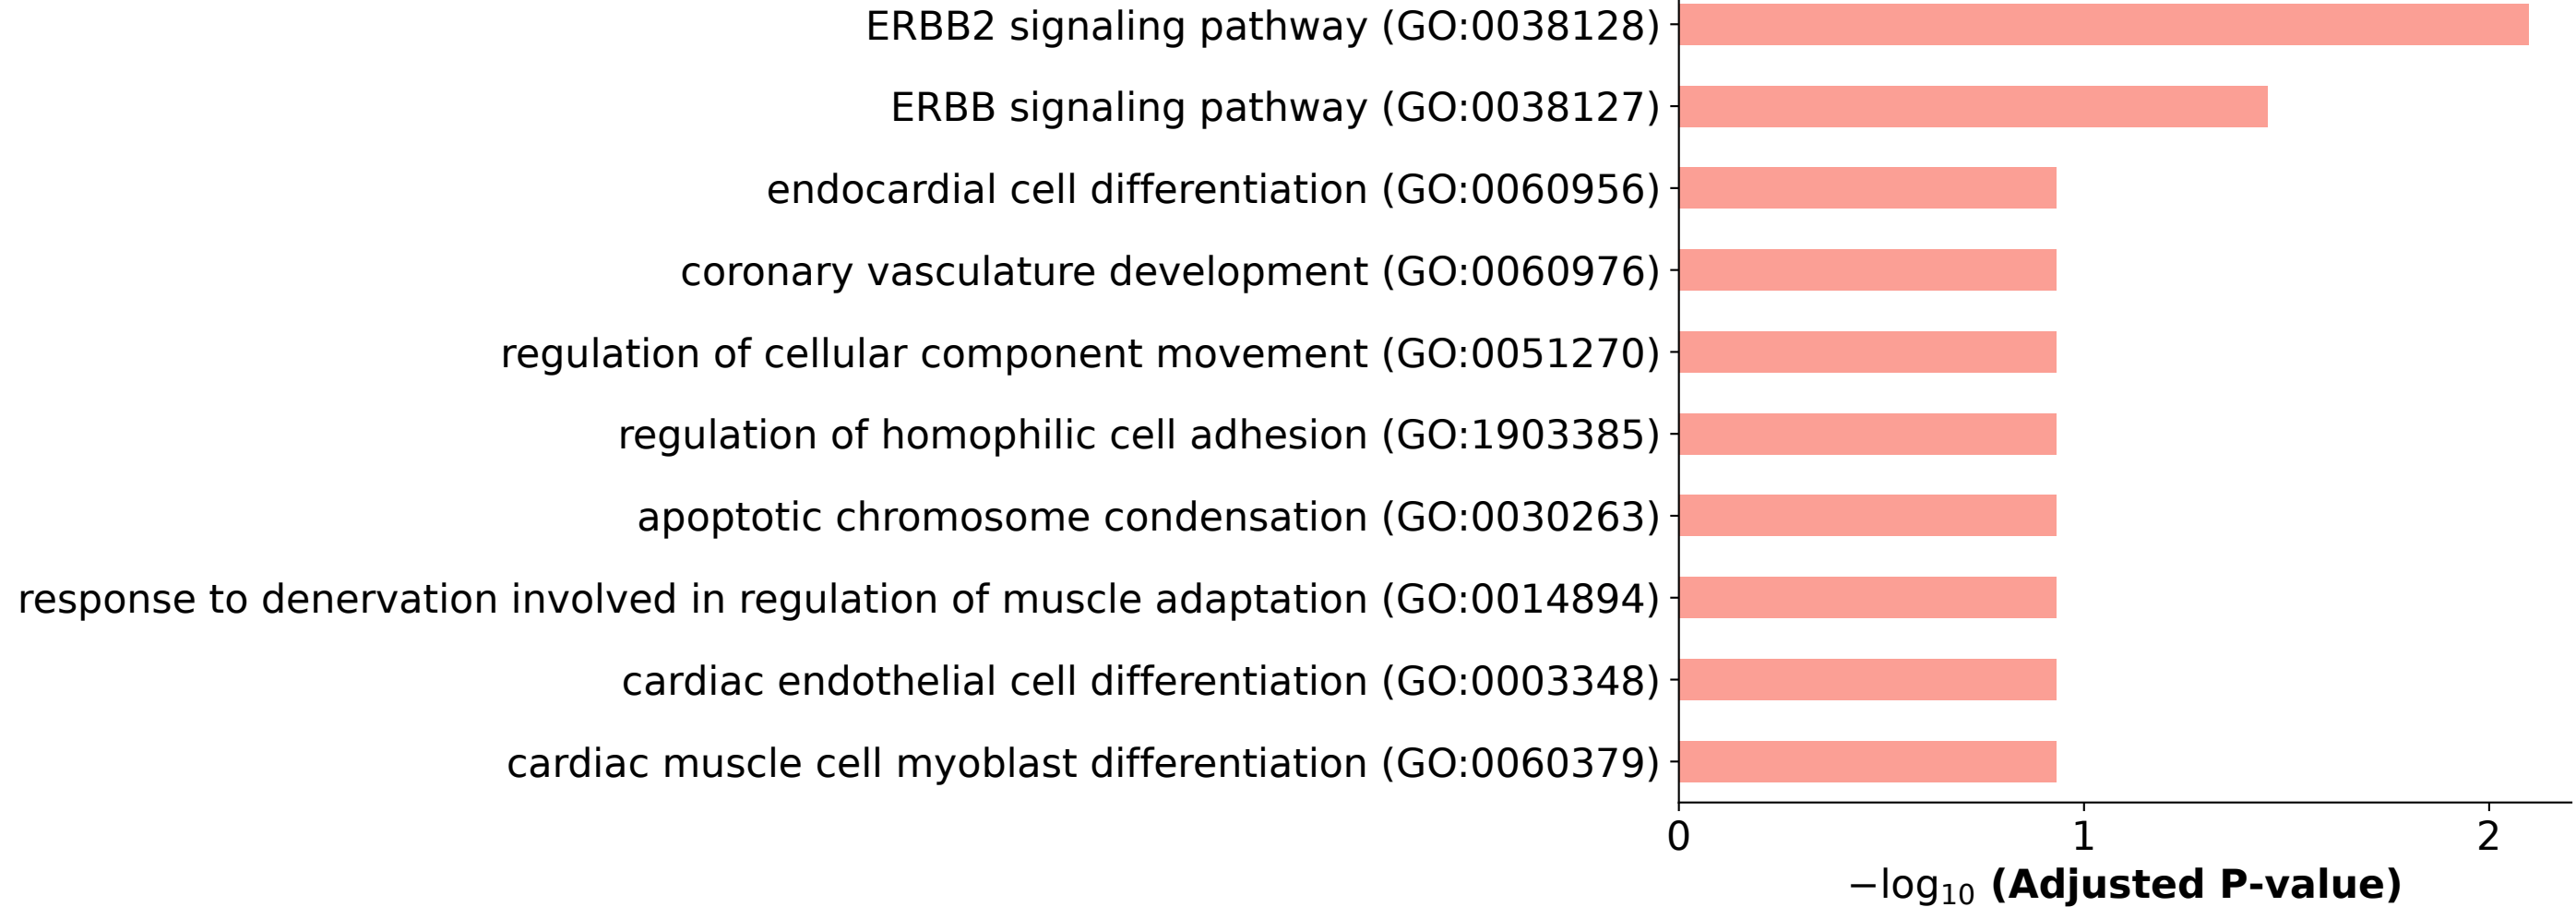 ERBB2 signaling pathway (GO:0038128)
ERBB signaling pathway (GO:0038127)
endocardial cell differentiation (GO:0060956)
coronary vasculature development (GO:0060976)
regulation of cellular component movement (GO:0051270)
regulation of homophilic cell adhesion (GO:1903385)
apoptotic chromosome condensation (GO:0030263)
response to denervation involved in regulation of muscle adaptation (GO:0014894)
cardiac endothelial cell differentiation (GO:0003348)
cardiac muscle cell myoblast differentiation (GO:0060379)
0 1 2
−log₁₀ (Adjusted P-value)